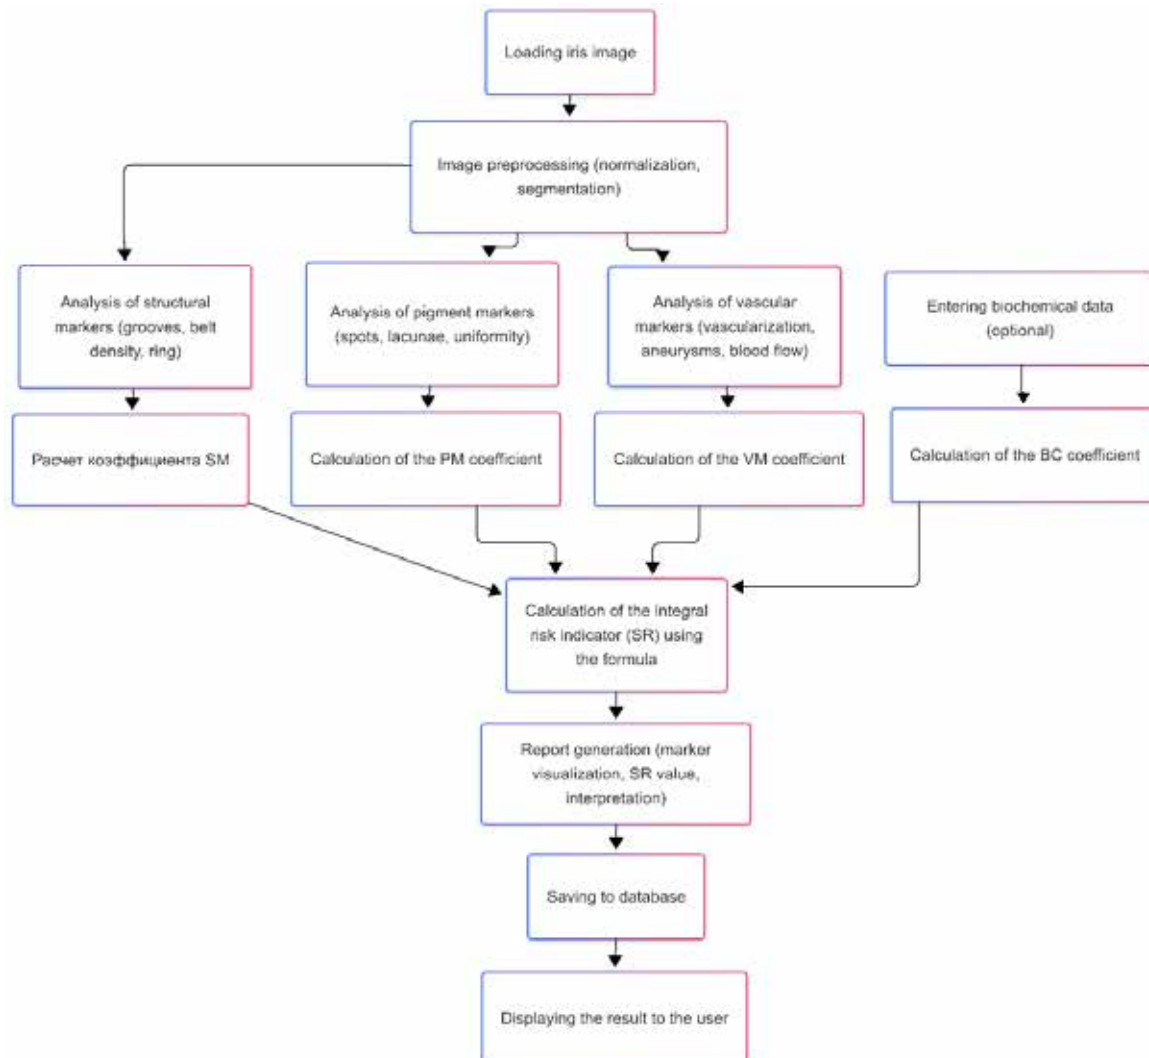 Loading iris image
Image preprocessing (normalization,
segmentation)
Analysis of structural
markers (grooves, belt
density, ring)
Analysis of pigment markers
(spots, lacunae, uniformity)
Analysis of vascular
markers (vascularization,
aneurysms, blood flow)
Entering biochemical data
(optional)
Расчет коэффициента SM
Calculation of the PM coefficient
Calculation of the VM coefficient
Calculation of the BC coefficient
Calculation of the integral
risk indicator (SR) using
the formula
Report generation (marker
visualization, SR value,
interpretation)
Saving to database
Displaying the result to the user